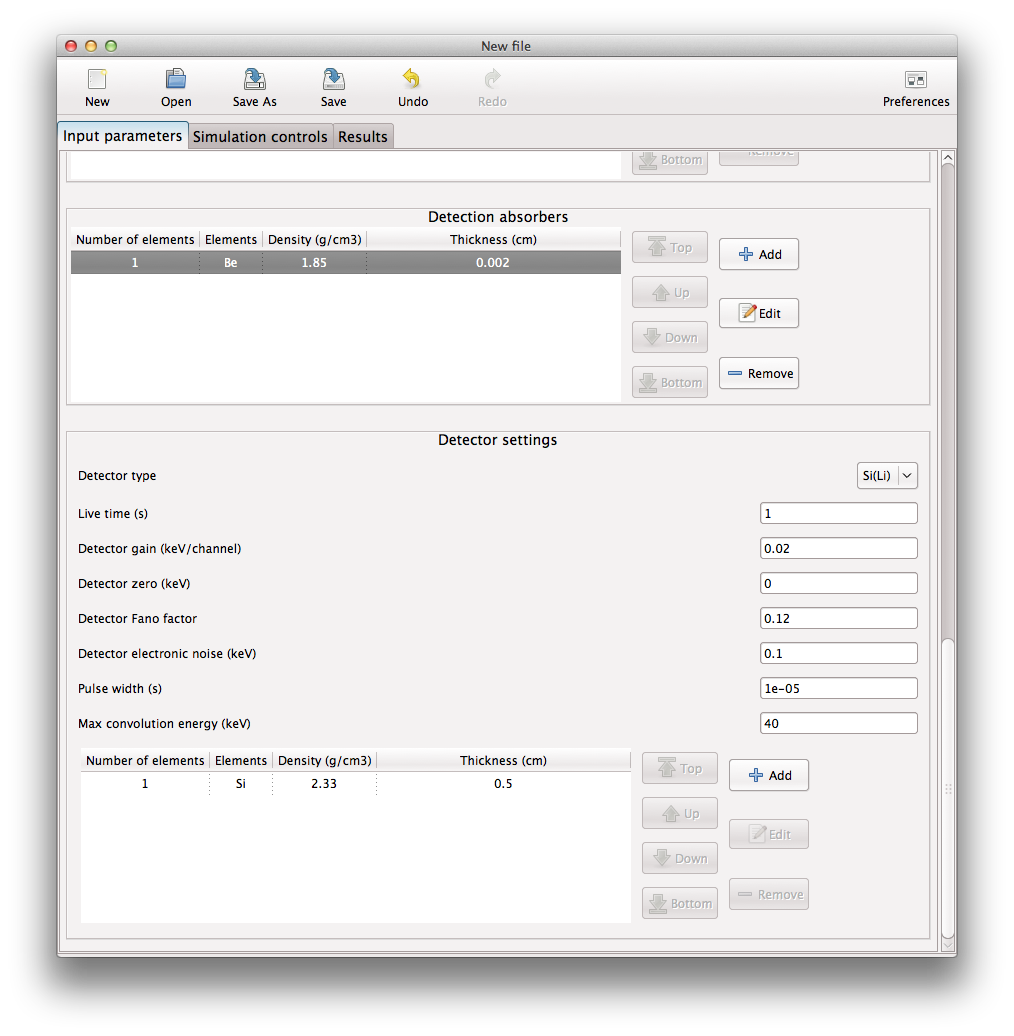 New file
New Open Save As Save Undo Redo Preferences
Input parameters Simulation controls Results
Bottom Remove
Detection absorbers
Number of elements Elements Density (g/cm3) Thickness (cm)
1 Be 1.85 0.002
Top
Add
Up
Edit
Down
Remove
Bottom
Detector settings
Detector type Si(Li)
Live time (s) 1
Detector gain (keV/channel) 0.02
Detector zero (keV) 0
Detector Fano factor 0.12
Detector electronic noise (keV) 0.1
Pulse width (s) 1e-05
Max convolution energy (keV) 40
Number of elements Elements Density (g/cm3) Thickness (cm)
1 Si 2.33 0.5
Top
Add
Up
Edit
Down
Remove
Bottom